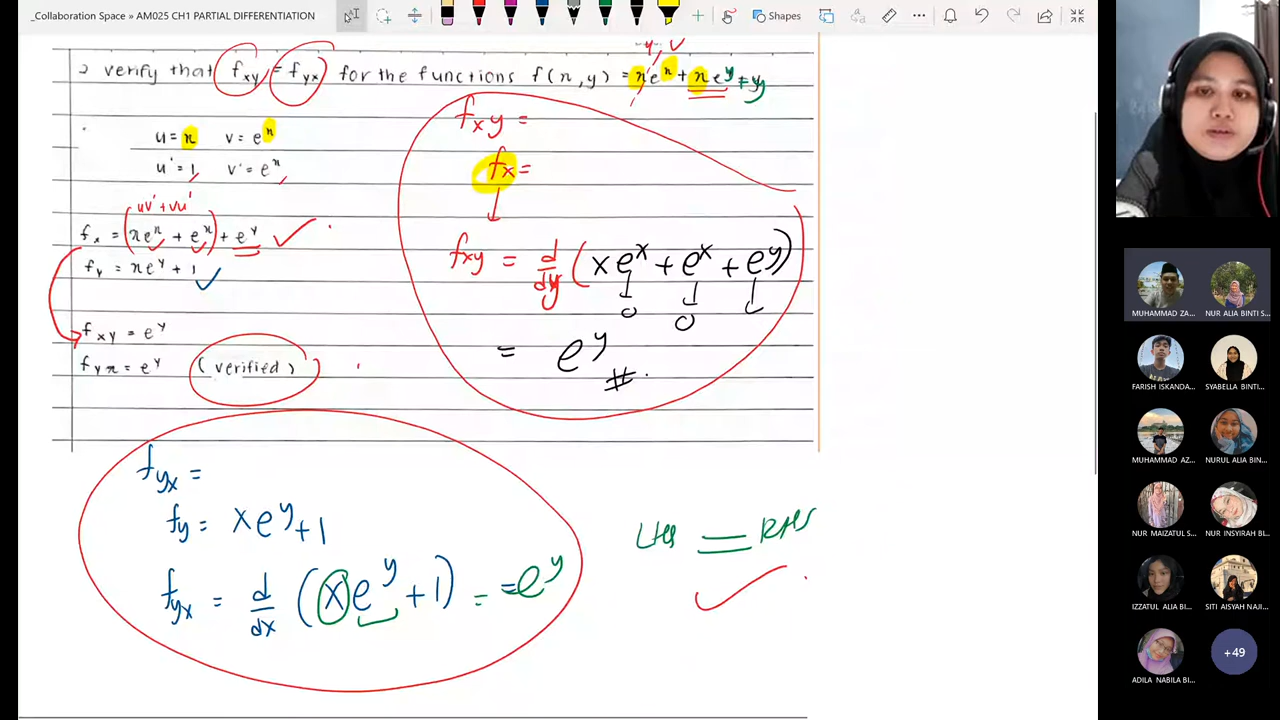 _Collaboration Space » AM025 CH1 PARTIAL DIFFERENTIATION
Shapes
verify that fxy = fyx for the functions f(x,y) = xe^x + xe^y + y
u = x v = e^x
u' = 1 v' = e^x
uv' + vu'
fx = (xe^x + e^x) + e^y
fy = xe^y + 1
fxy = e^y
fyx = e^y (verified)
fxy =
fx =
fxy = d/dy (xe^x + e^x + e^y)
0 0
= e^y #
fyx =
fy = xe^y + 1
fyx = d/dx (xe^y + 1) = = e^y
LHS = RHS
MUHAMMAD ZA...
NUR ALIA BINTI S...
FARISH ISKANDA...
SYABELLA BINTI...
MUHAMMAD AZ...
NURUL ALIA BIN...
NUR MAIZATUL S...
NUR INSYIRAH BI...
IZZATUL ALIA BI...
SITI AISYAH NAJI...
ADILA NABILA BI...
+49